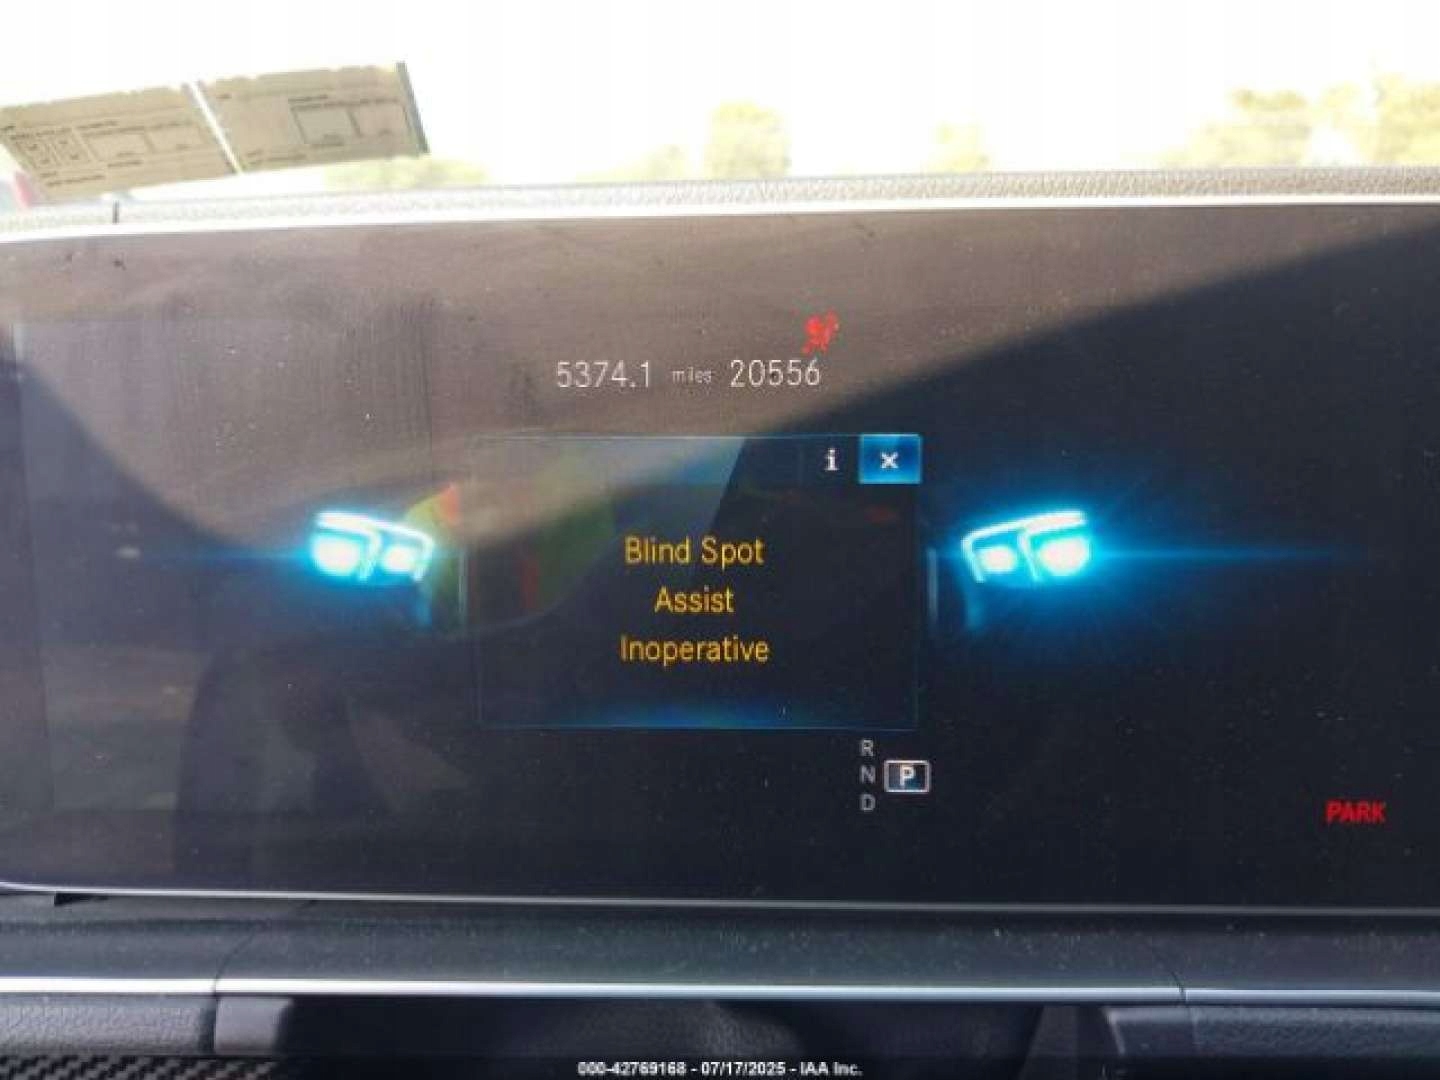 5374.1 miles 20556
i ×
Blind Spot
Assist
Inoperative
R
N P
D
PARK
000-42769168 - 07/17/2025 - IAA Inc.